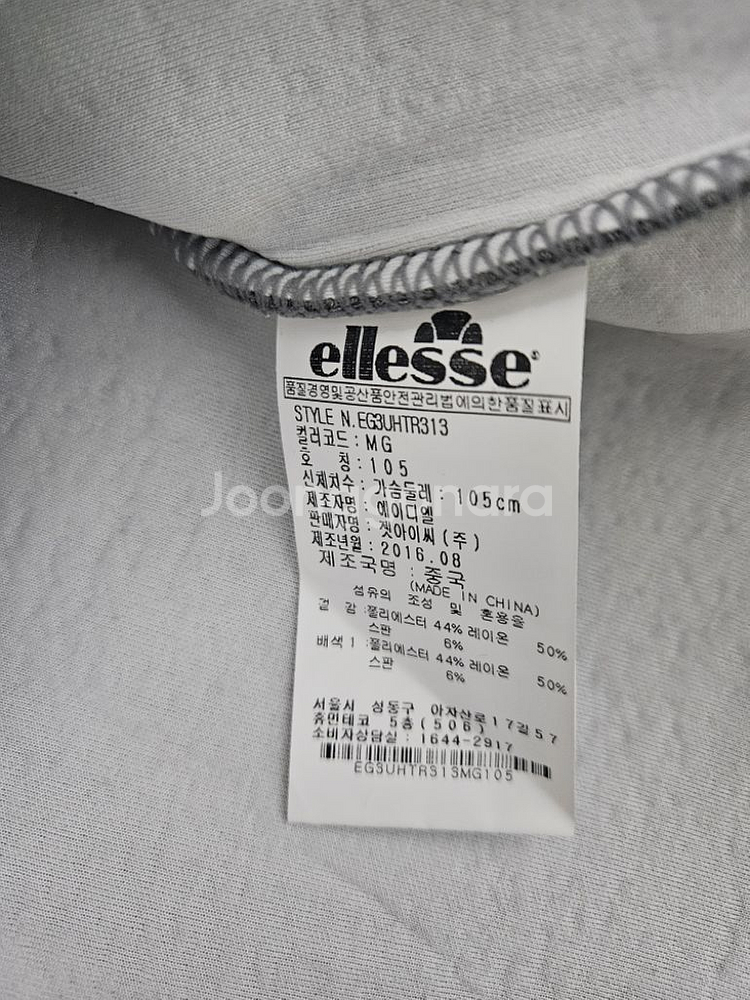 ellesse
품질경영및공산품안전관리법에의한품질표시
STYLE N.EG3UHTR313
컬러코드 : MG
호 칭 : 105
신체치수 : 가슴둘레 : 105cm
제조자명 : 에이디엘
판매자명 : 겟아이씨(주)
제조년월 : 2016.08
제조국명 : 중국
(MADE IN CHINA)
섬유의 조성 및 혼용율
겉 감 :폴리에스터 44% 레이온 50%
스판 6%
배색1 :폴리에스터 44% 레이온 50%
스판 6%
서울시 성동구 아차산로17길57
휴인테코 5층(506)
소비자상담실 : 1644-2917
EG3UHTR313MG105
Joonggonara